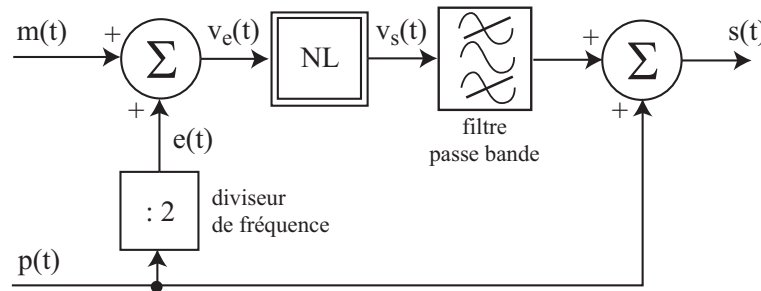 m(t)
+
Σ
+
v_e(t)
NL
v_s(t)
filtre
passe bande
+
Σ
+
s(t)
e(t)
: 2
diviseur
de fréquence
p(t)